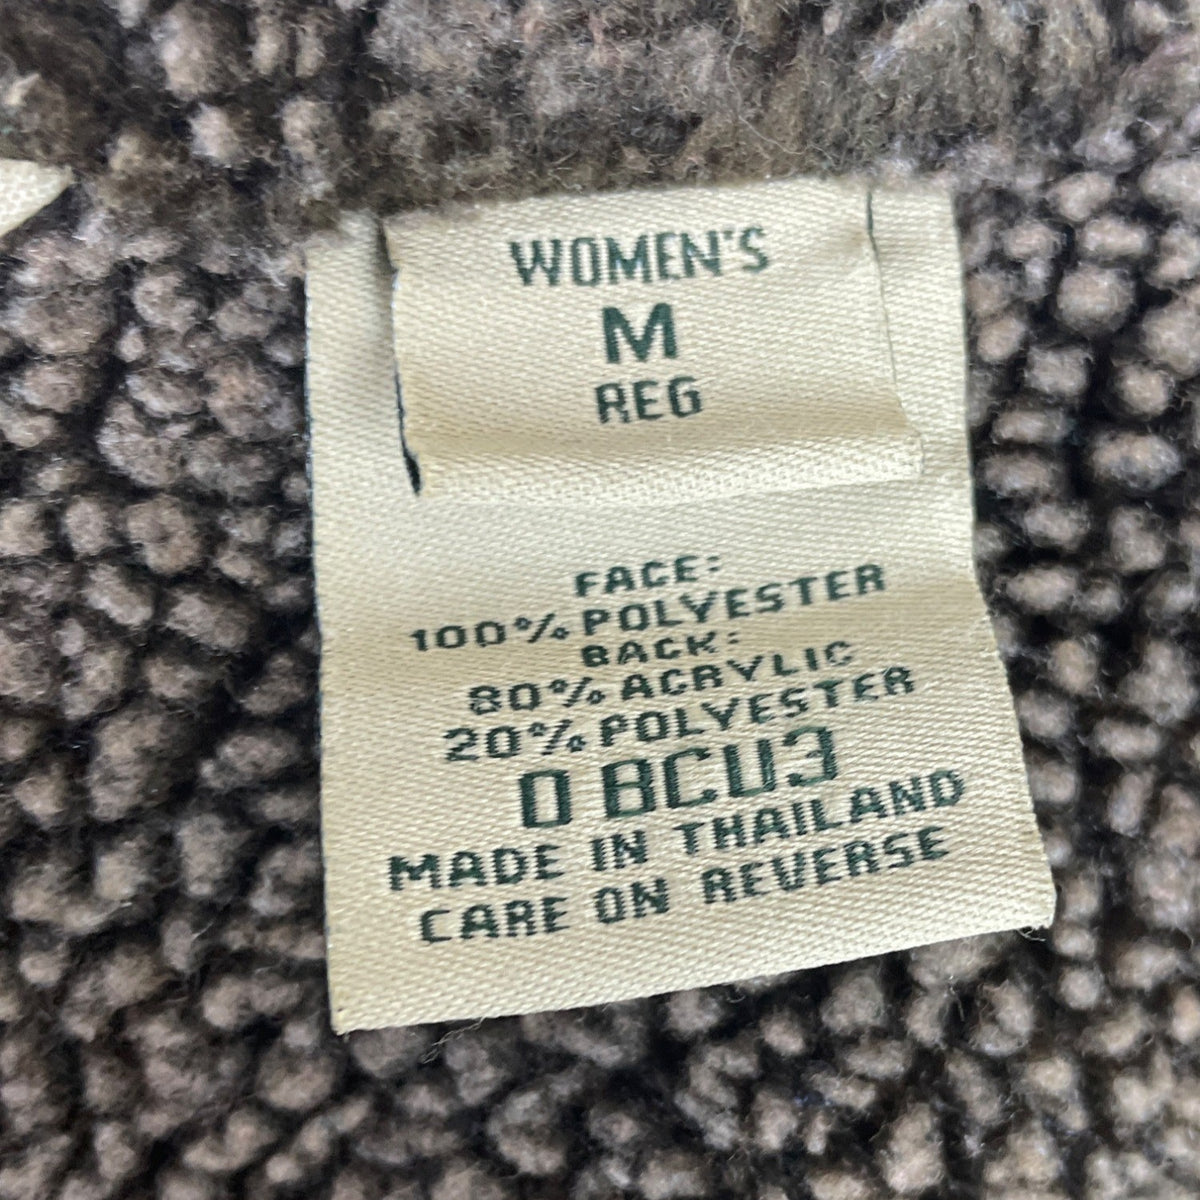 WOMEN'S
M
REG
FACE:
100% POLYESTER
BACK:
80% ACRYLIC
20% POLYESTER
0 BCU3
MADE IN THAILAND
CARE ON REVERSE